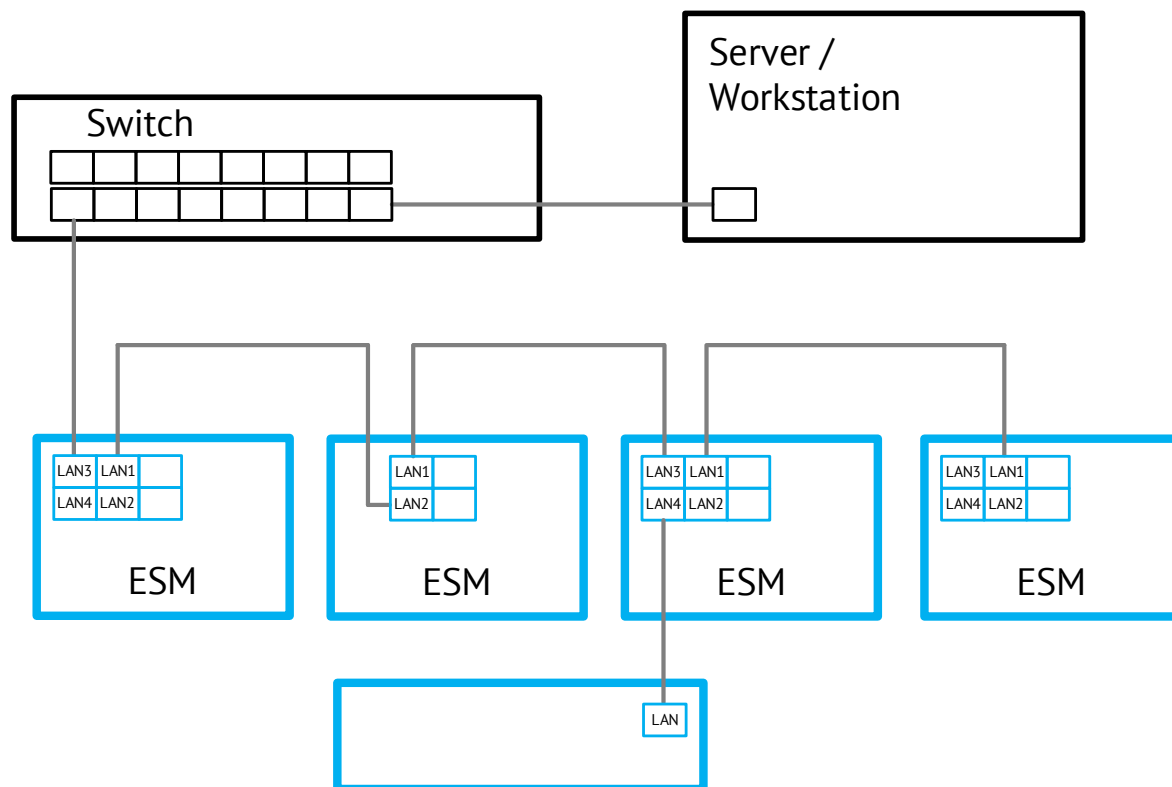 Server /
Workstation
Switch
LAN3 LAN1
LAN4 LAN2
ESM
LAN1
LAN2
ESM
LAN3 LAN1
LAN4 LAN2
ESM
LAN3 LAN1
LAN4 LAN2
ESM
LAN